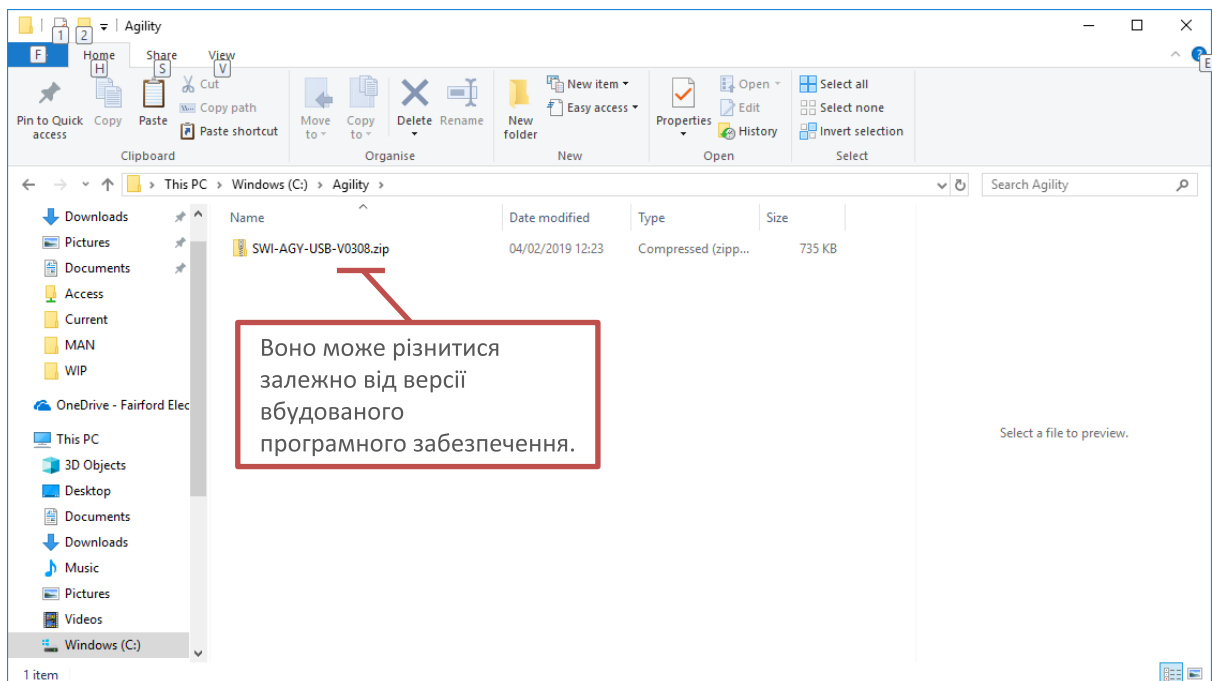 1 2 Agility
F Home Share View
H S V E
Pin to Quick access
Copy
Paste
Cut
Copy path
Paste shortcut
Clipboard
Move to
Copy to
Delete
Rename
Organise
New folder
New item
Easy access
New
Properties
Open
Edit
History
Open
Select all
Select none
Invert selection
Select
This PC > Windows (C:) > Agility >
Search Agility
Downloads
Pictures
Documents
Access
Current
MAN
WIP
OneDrive - Fairford Elec
This PC
3D Objects
Desktop
Documents
Downloads
Music
Pictures
Videos
Windows (C:)
Name Date modified Type Size
SWI-AGY-USB-V0308.zip 04/02/2019 12:23 Compressed (zipp... 735 KB
Воно може різнитися
залежно від версії
вбудованого
програмного забезпечення.
Select a file to preview.
1 item